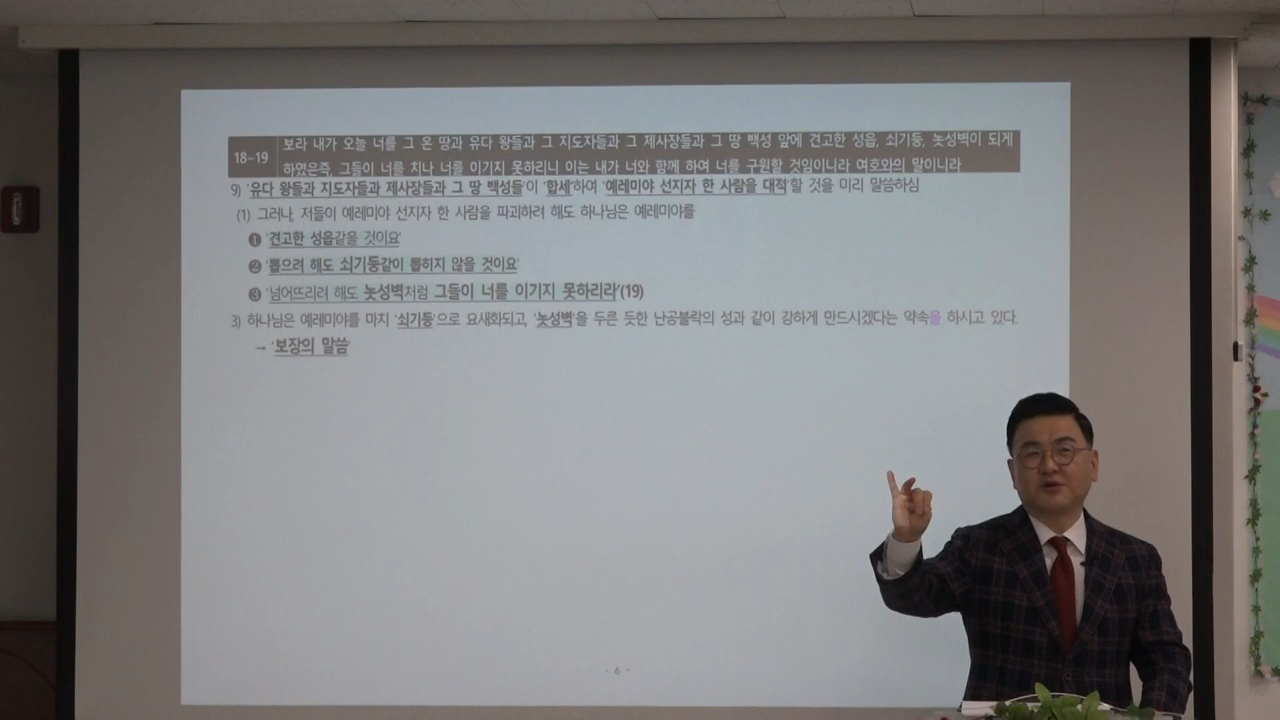 18~19
보라 내가 오늘 너를 그 온 땅과 유다 왕들과 그 지도자들과 그 제사장들과 그 땅 백성 앞에 견고한 성읍, 쇠기둥, 놋성벽이 되게
하였은즉, 그들이 너를 치나 너를 이기지 못하리니 이는 내가 너와 함께 하여 너를 구원할 것임이니라 여호와의 말이니라
9) '유다 왕들과 지도자들과 제사장들과 그 땅 백성들'이 '합세'하여 '예레미야 선지자 한 사람을 대적'할 것을 미리 말씀하심
(1) 그러나, 저들이 예레미야 선지자 한 사람을 파괴하려 해도 하나님은 예레미야를
❶ '견고한 성읍같을 것이요'
❷ '뽑으려 해도 쇠기둥같이 뽑히지 않을 것이요'
❸ '넘어뜨리려 해도 놋성벽처럼 그들이 너를 이기지 못하리라'(19)
3) 하나님은 예레미야를 마치 '쇠기둥'으로 요새화되고, '놋성벽'을 두른 듯한 난공불락의 성과 같이 강하게 만드시겠다는 약속을 하시고 있다.
→ '보장의 말씀'
- 6 -